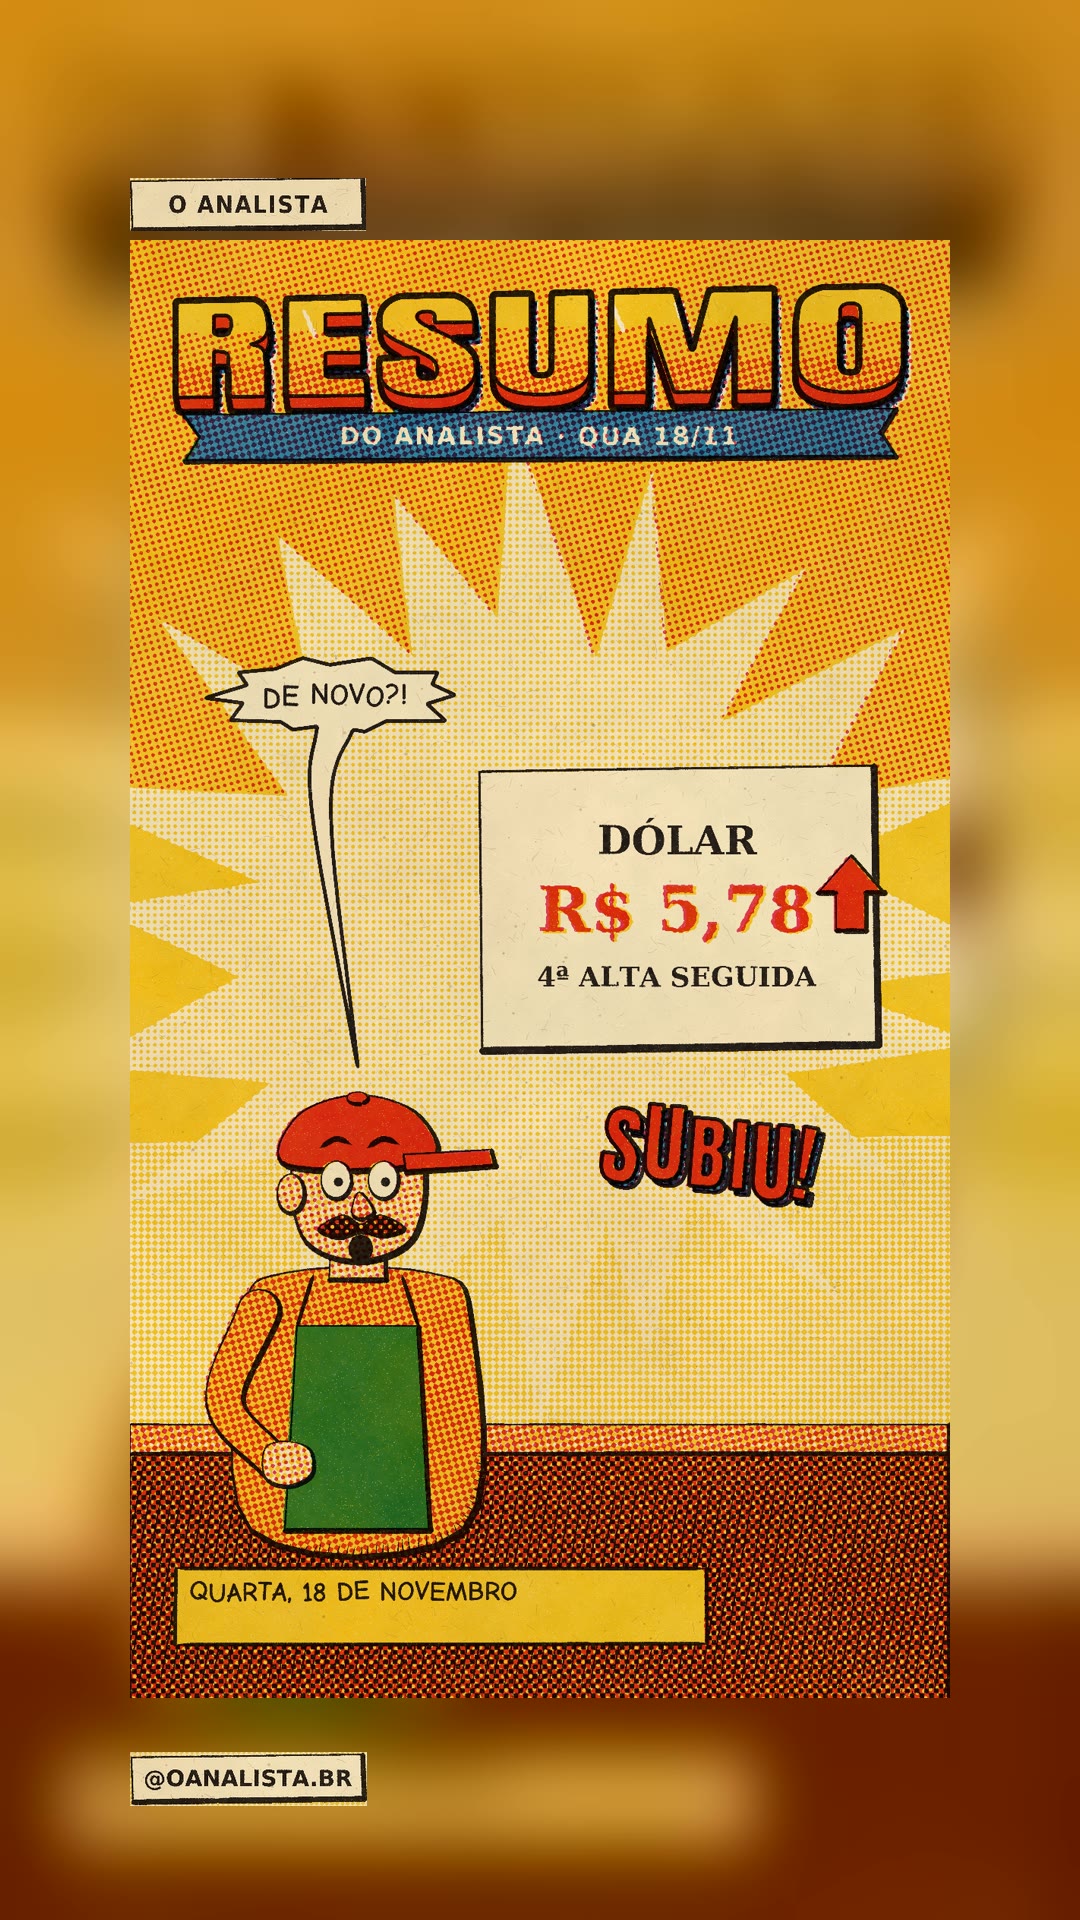 O ANALISTA
RESUMO
DO ANALISTA · QUA 18/11
DE NOVO?!
DÓLAR
R$ 5,78
4ª ALTA SEGUIDA
SUBIU!
QUARTA, 18 DE NOVEMBRO
@OANALISTA.BR